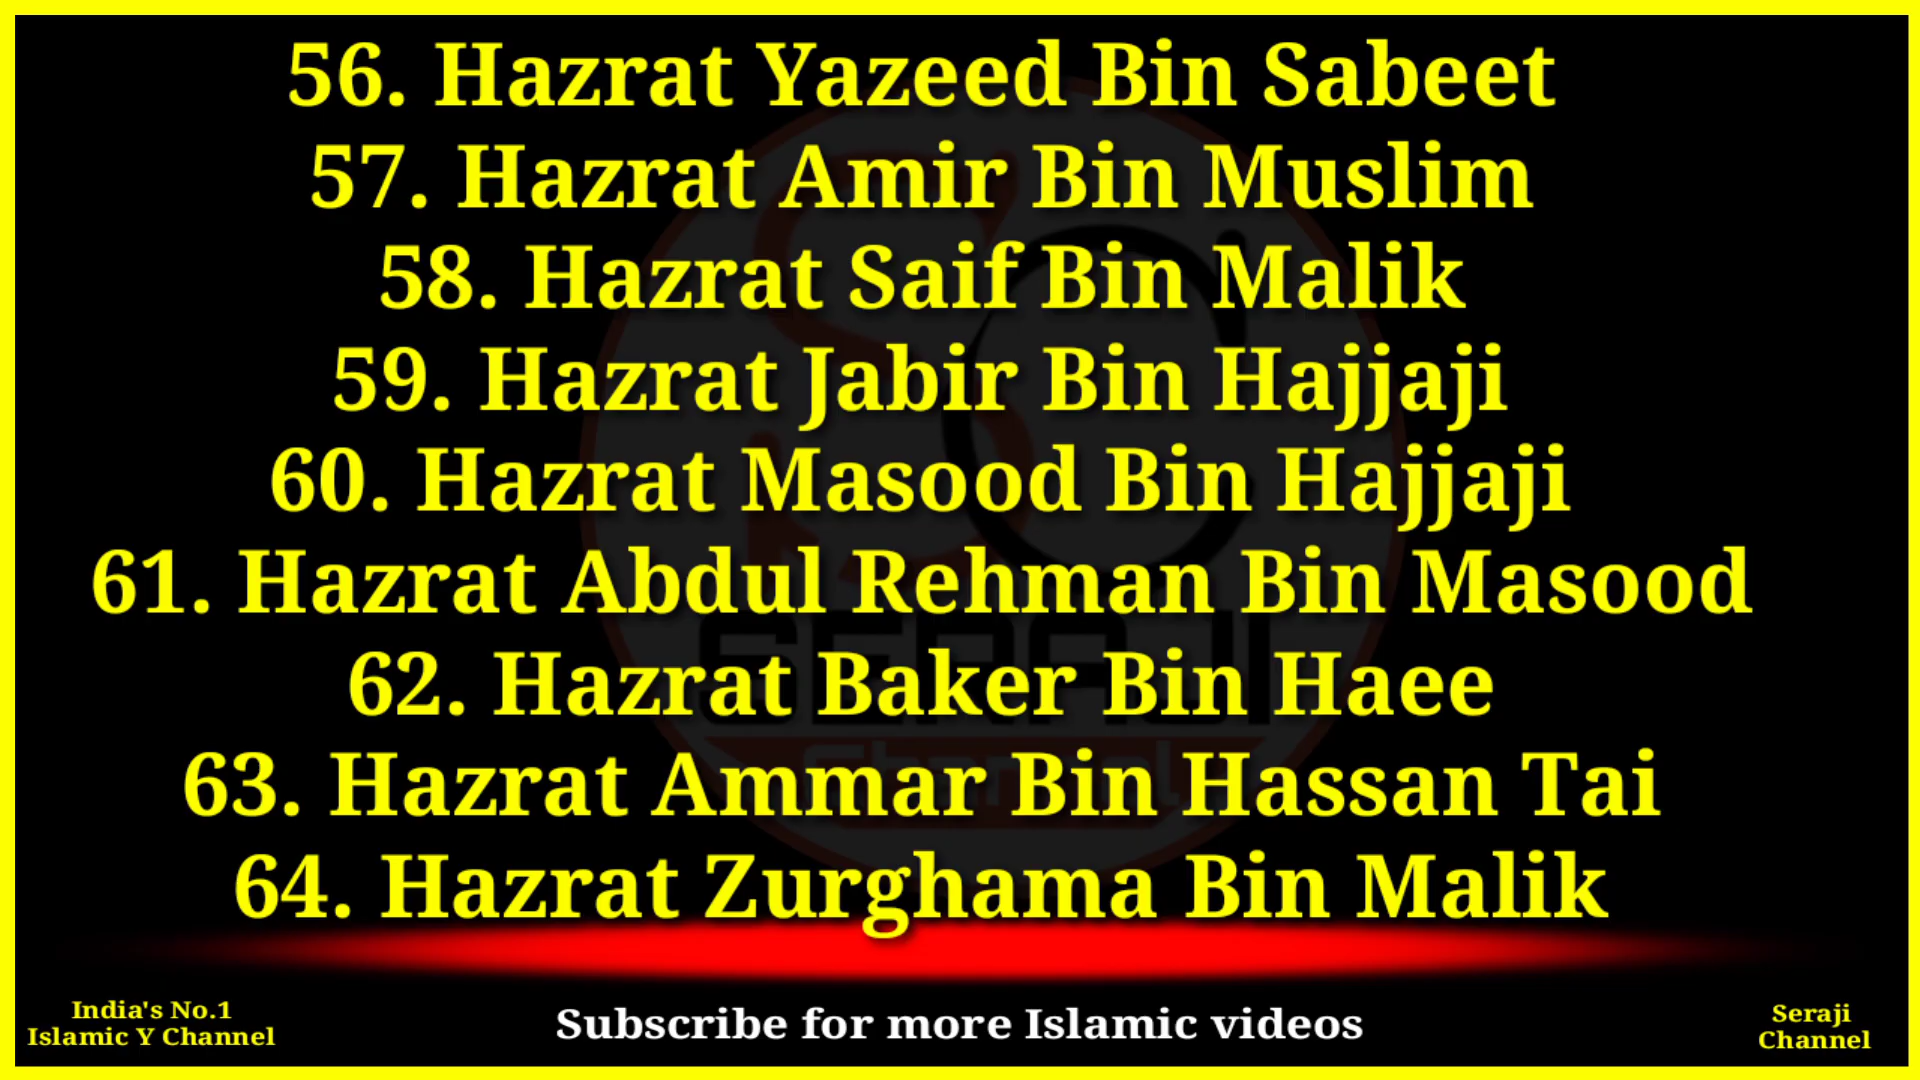 56. Hazrat Yazeed Bin Sabeet
57. Hazrat Amir Bin Muslim
58. Hazrat Saif Bin Malik
59. Hazrat Jabir Bin Hajjaji
60. Hazrat Masood Bin Hajjaji
61. Hazrat Abdul Rehman Bin Masood
62. Hazrat Baker Bin Haee
63. Hazrat Ammar Bin Hassan Tai
64. Hazrat Zurghama Bin Malik
SERAJI
Channel
India's No.1
Islamic Y Channel
Subscribe for more Islamic videos
Seraji
Channel